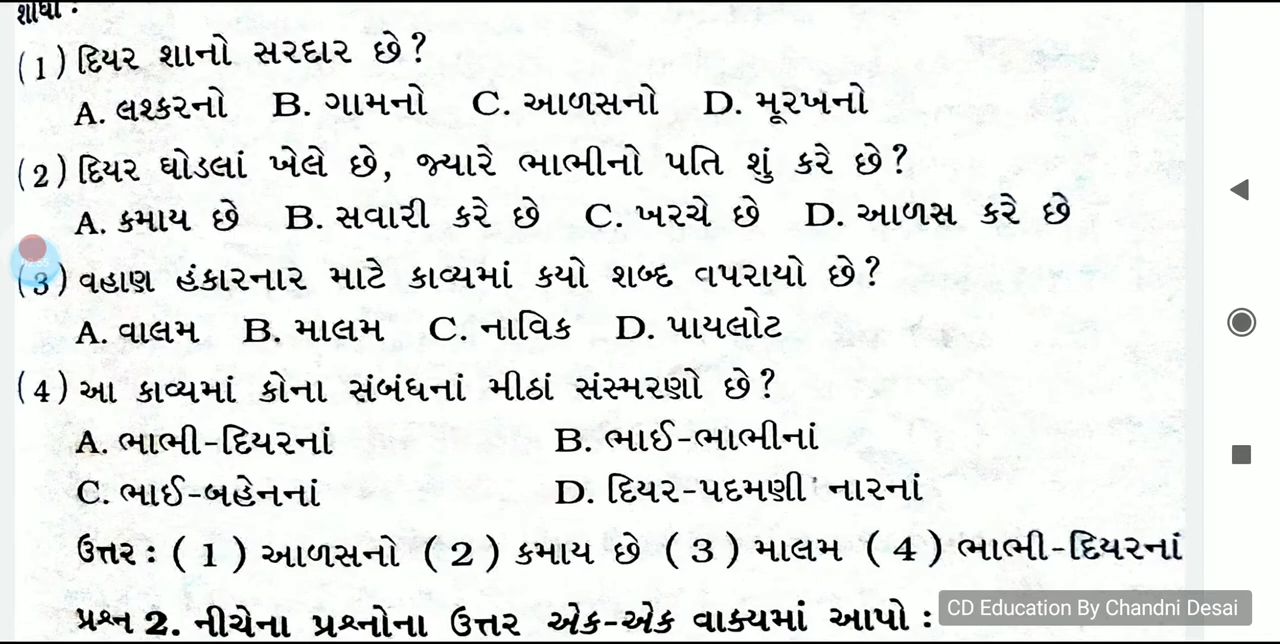 શોધો :
(1) દિયર શાનો સરદાર છે?
A. લશ્કરનો B. ગામનો C. આળસનો D. મૂરખનો
(2) દિયર ઘોડલાં ખેલે છે, જ્યારે ભાભીનો પતિ શું કરે છે?
A. કમાય છે B. સવારી કરે છે C. ખરચે છે D. આળસ કરે છે
(3) વહાણ હંકારનાર માટે કાવ્યમાં કયો શબ્દ વપરાયો છે?
A. વાલમ B. માલમ C. નાવિક D. પાયલોટ
(4) આ કાવ્યમાં કોના સંબંધનાં મીઠાં સંસ્મરણો છે?
A. ભાભી-દિયરનાં B. ભાઈ-ભાભીનાં
C. ભાઈ-બહેનનાં D. દિયર-પદમણી નારનાં
ઉત્તર : (1) આળસનો (2) કમાય છે (3) માલમ (4) ભાભી-દિયરનાં
પ્રશ્ન 2. નીચેના પ્રશ્નોના ઉત્તર એક-એક વાક્યમાં આપો :
CD Education By Chandni Desai